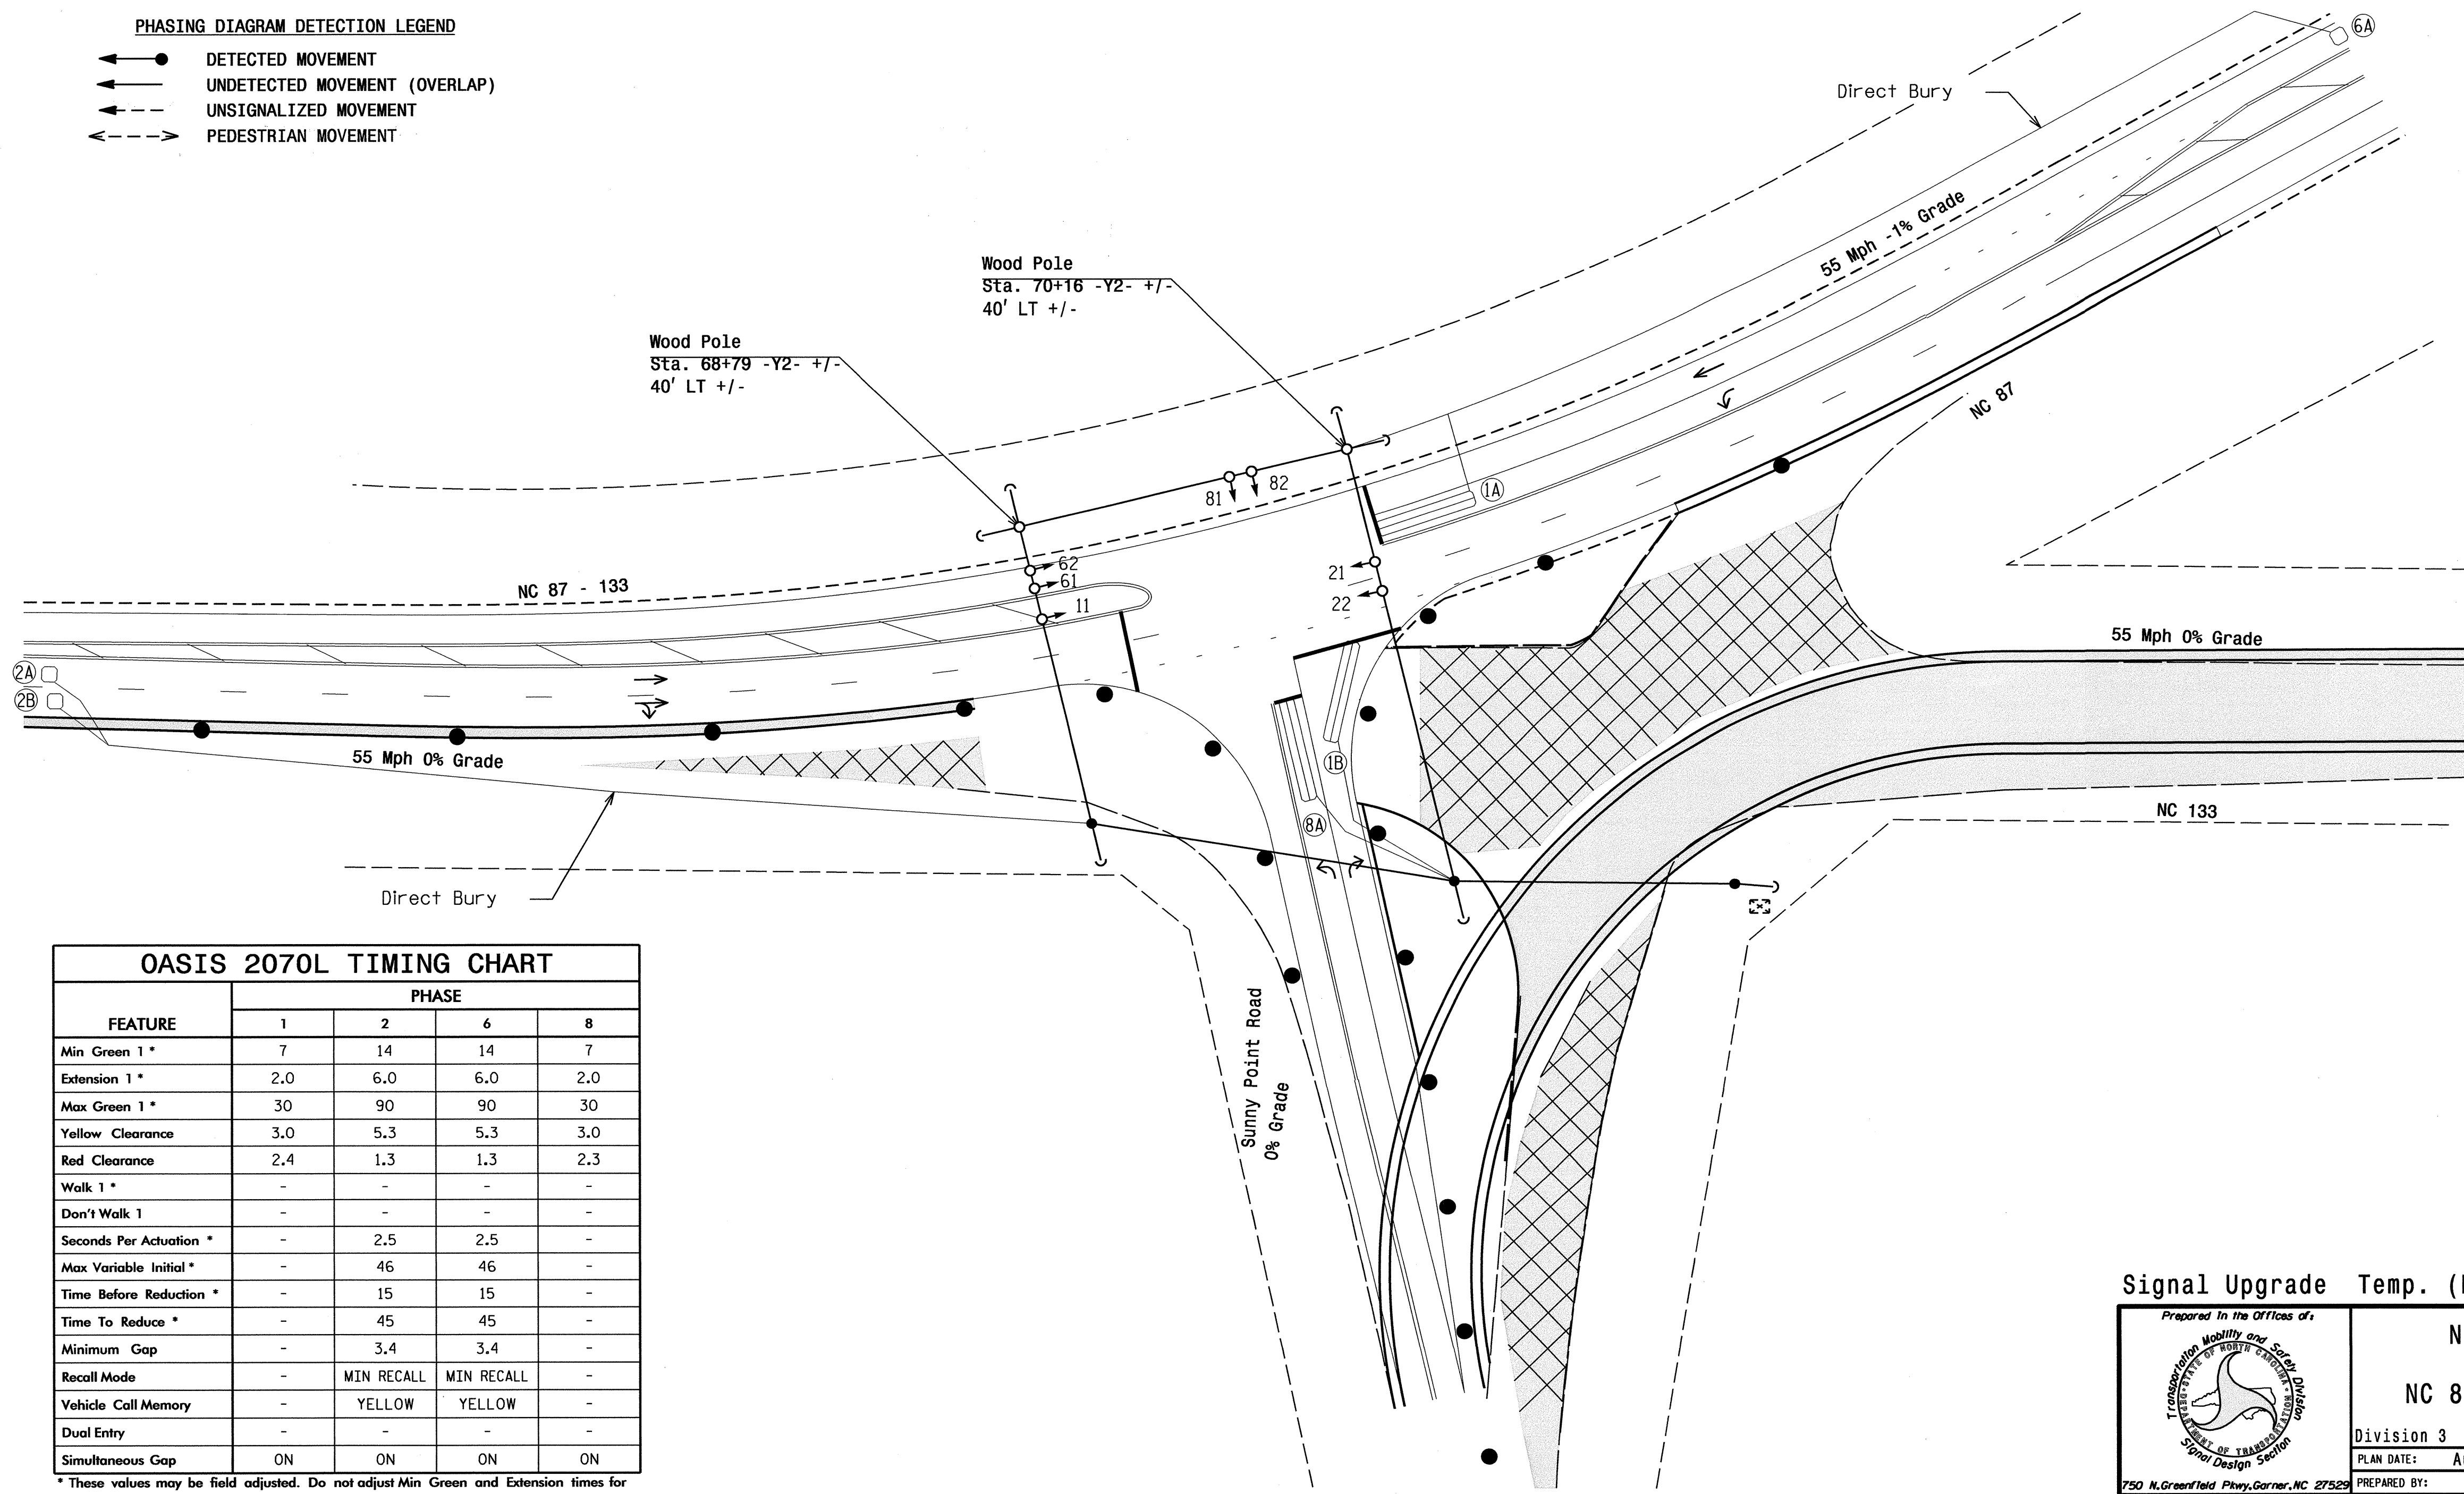 PHASING DIAGRAM DETECTION LEGEND
DETECTED MOVEMENT
UNDETECTED MOVEMENT (OVERLAP)
UNSIGNALIZED MOVEMENT
PEDESTRIAN MOVEMENT
6A
Direct Bury
55 Mph -1% Grade
Wood Pole
Sta. 70+16 -Y2- +/-
40' LT +/-
Wood Pole
Sta. 68+79 -Y2- +/-
40' LT +/-
NC 87
81
82
1A
62
61
11
21
22
NC 87 - 133
55 Mph 0% Grade
2A
2B
55 Mph 0% Grade
1B
8A
NC 133
Direct Bury
Sunny Point Road
0% Grade
OASIS 2070L TIMING CHART
PHASE
FEATURE 1 2 6 8
Min Green 1 * 7 14 14 7
Extension 1 * 2.0 6.0 6.0 2.0
Max Green 1 * 30 90 90 30
Yellow Clearance 3.0 5.3 5.3 3.0
Red Clearance 2.4 1.3 1.3 2.3
Walk 1 * - - - -
Don't Walk 1 - - - -
Seconds Per Actuation * - 2.5 2.5 -
Max Variable Initial * - 46 46 -
Time Before Reduction * - 15 15 -
Time To Reduce * - 45 45 -
Minimum Gap - 3.4 3.4 -
Recall Mode - MIN RECALL MIN RECALL -
Vehicle Call Memory - YELLOW YELLOW -
Dual Entry - - - -
Simultaneous Gap ON ON ON ON
* These values may be field adjusted. Do not adjust Min Green and Extension times for
Signal Upgrade Temp. (
Prepared in the Offices of:
Transportation Mobility and Safety Division
STATE OF NORTH CAROLINA
DEPARTMENT OF TRANSPORTATION
Signal Design Section
750 N.Greenfield Pkwy,Garner,NC 27529
N
NC 8
Division 3
PLAN DATE: A
PREPARED BY: